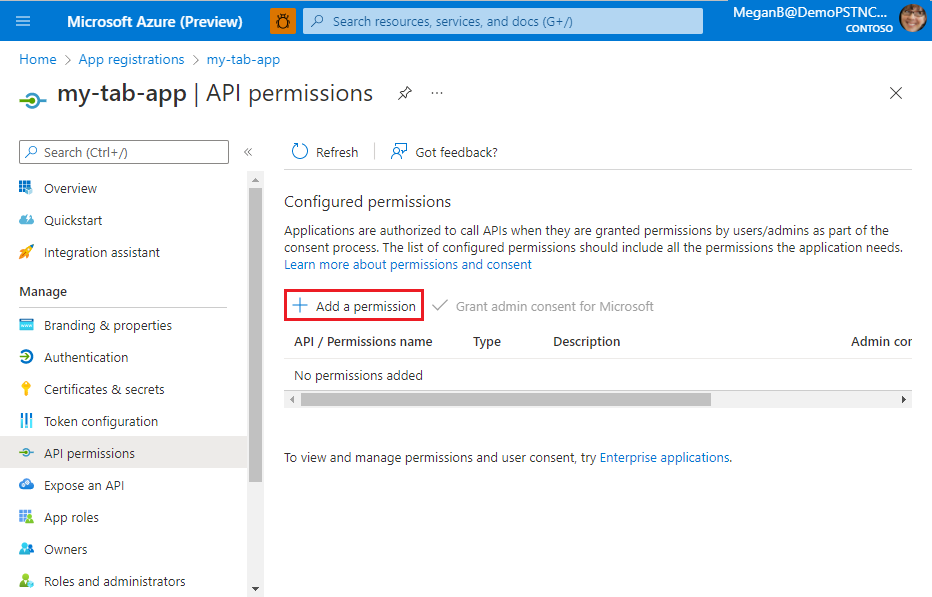 Microsoft Azure (Preview)
Search resources, services, and docs (G+/)
MeganB@DemoPSTNC...
CONTOSO
Home > App registrations > my-tab-app
my-tab-app | API permissions
...
Search (Ctrl+/)
«
Refresh
Got feedback?
Overview
Quickstart
Integration assistant
Manage
Branding & properties
Authentication
Certificates & secrets
Token configuration
API permissions
Expose an API
App roles
Owners
Roles and administrators
Configured permissions
Applications are authorized to call APIs when they are granted permissions by users/admins as part of the
consent process. The list of configured permissions should include all the permissions the application needs.
Learn more about permissions and consent
Add a permission
Grant admin consent for Microsoft
API / Permissions name Type Description Admin cor
No permissions added
To view and manage permissions and user consent, try Enterprise applications.